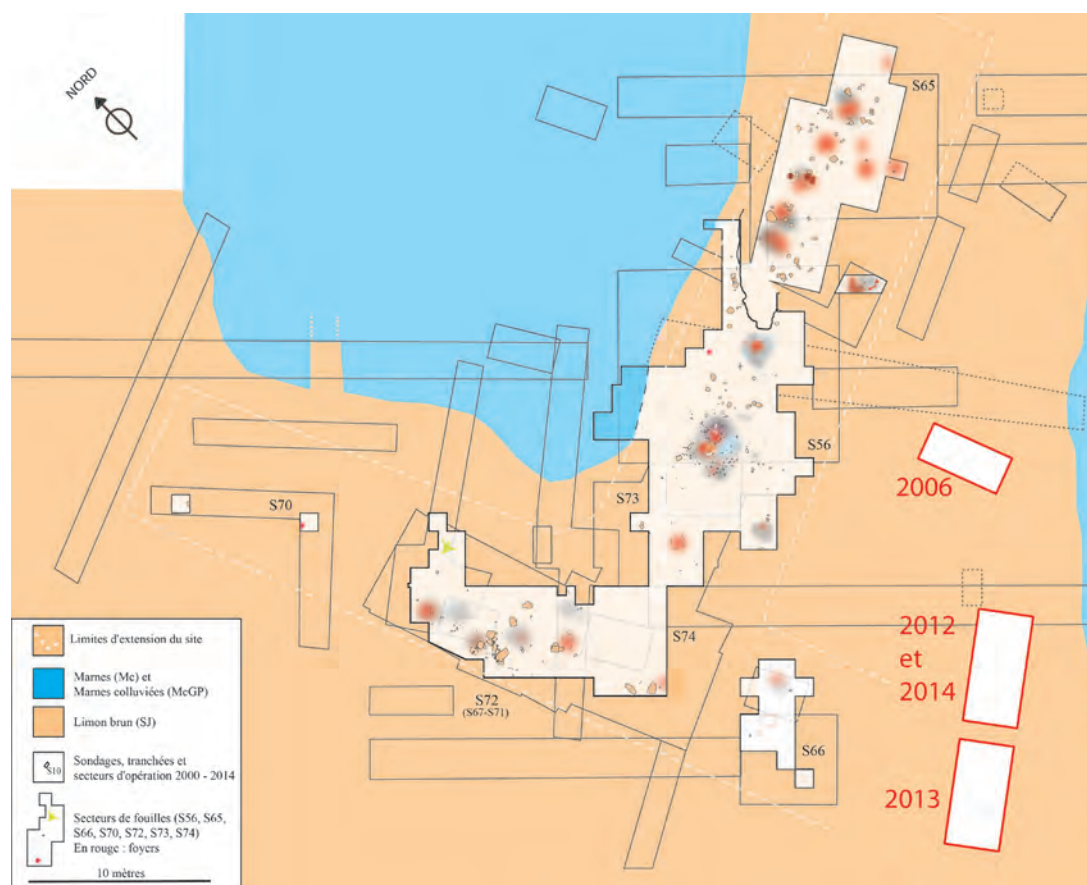 NORD
S65
S56
2006
S70
S73
S74
2012
et
2014
S72
(S67-S71)
S66
2013
Limites d'extension du site
Marnes (Mc) et
Marnes colluviées (McGP)
Limon brun (SJ)
S10
Sondages, tranchées et
secteurs d'opération 2000 - 2014
Secteurs de fouilles (S56, S65,
S66, S70, S72, S73, S74)
En rouge : foyers
10 mètres